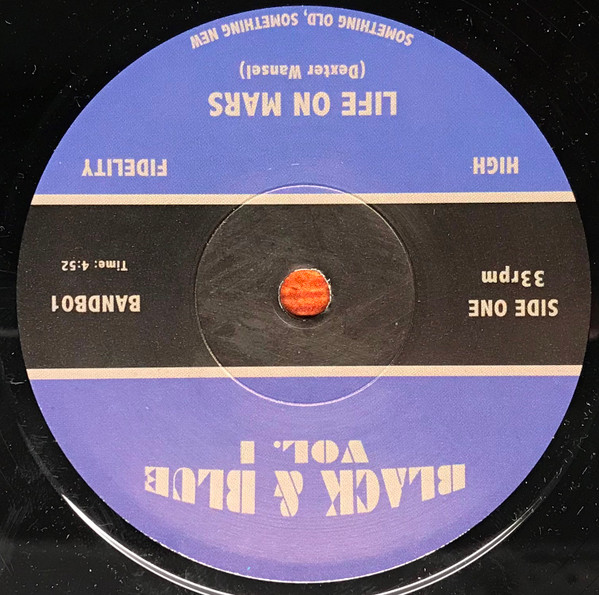 BLACK & BLUE
VOL. 1
SIDE ONE
33rpm
BANDB01
Time: 4:52
HIGH
FIDELITY
LIFE ON MARS
(Dexter Wansel)
SOMETHING OLD, SOMETHING NEW